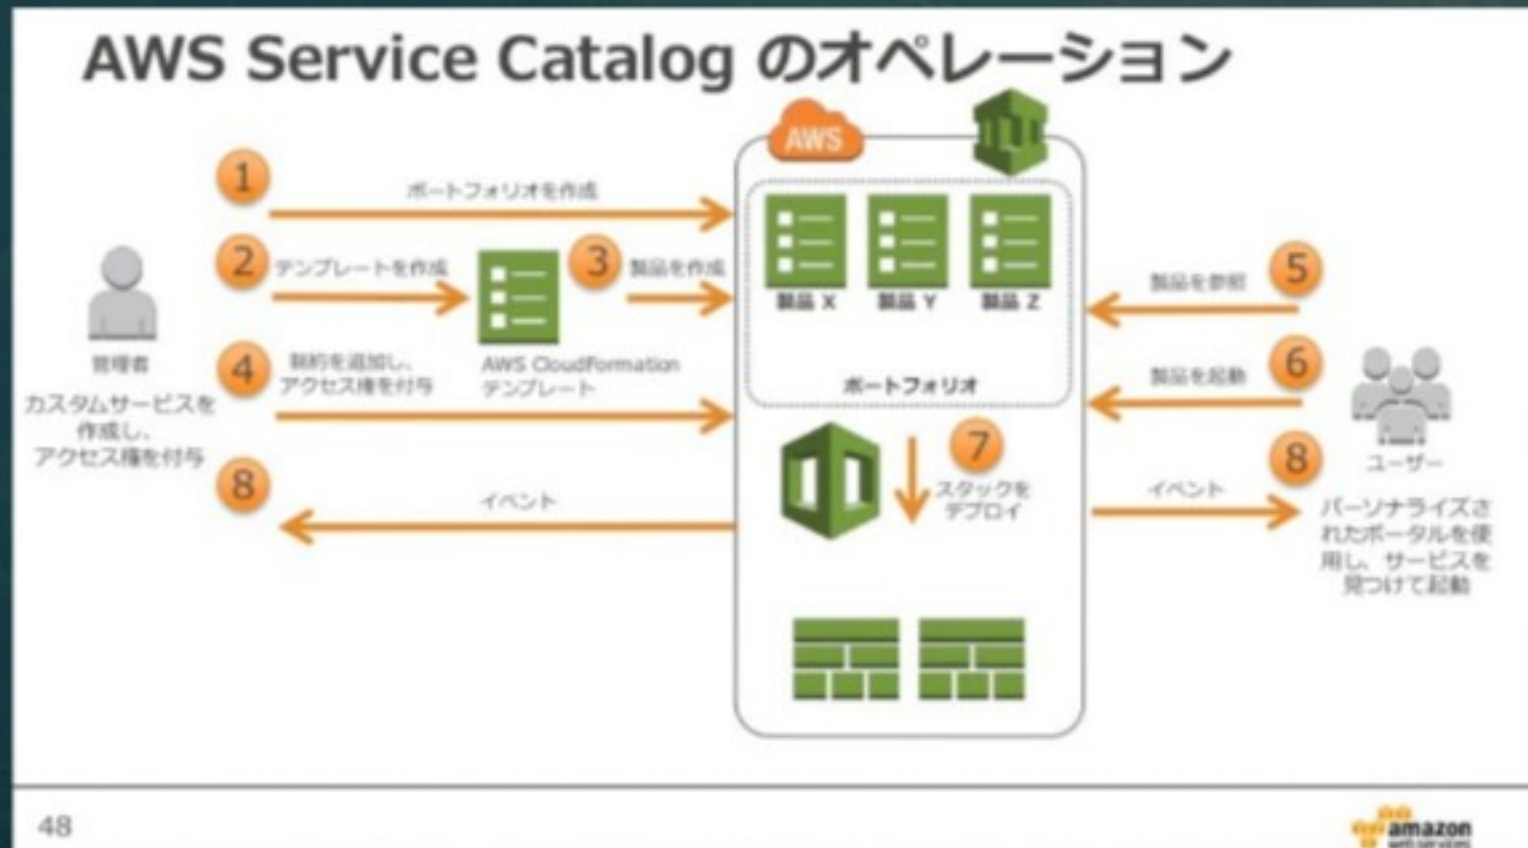 AWS Service Catalog のオペレーション
AWS
1
ポートフォリオを作成
2
テンプレートを作成
3
製品を作成
製品 X
製品 Y
製品 Z
5
製品を参照
管理者
カスタムサービスを
作成し、
アクセス権を付与
4
制約を追加し、
アクセス権を付与
AWS CloudFormation
テンプレート
ポートフォリオ
6
製品を起動
7
スタックを
デプロイ
8
イベント
8
イベント
ユーザー
パーソナライズさ
れたポータルを使
用し、サービスを
見つけて起動
48
amazon
web services